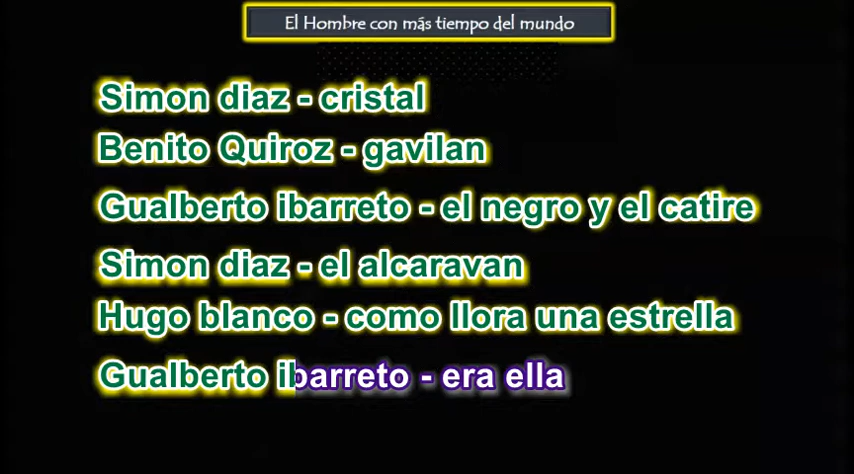 El Hombre con más tiempo del mundo
Simon diaz - cristal
Benito Quiroz - gavilan
Gualberto ibarreto - el negro y el catire
Simon diaz - el alcaravan
Hugo blanco - como llora una estrella
Gualberto ibarreto - era ella